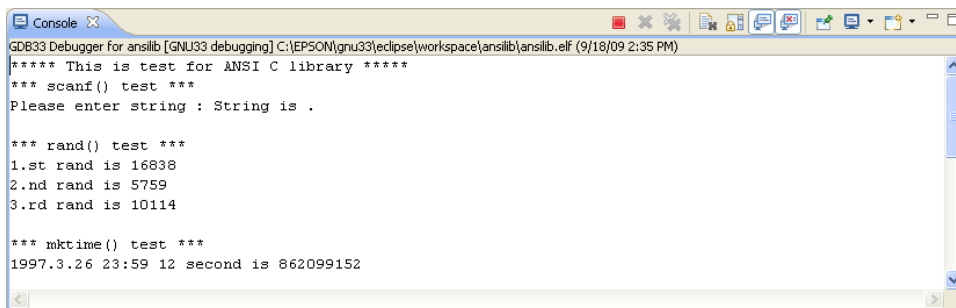 Console
GDB33 Debugger for ansilib [GNU33 debugging] C:\EPSON\gnu33\eclipse\workspace\ansilib\ansilib.elf (9/18/09 2:35 PM)
***** This is test for ANSI C library *****
*** scanf() test ***
Please enter string : String is .
*** rand() test ***
1.st rand is 16838
2.nd rand is 5759
3.rd rand is 10114
*** mktime() test ***
1997.3.26 23:59 12 second is 862099152